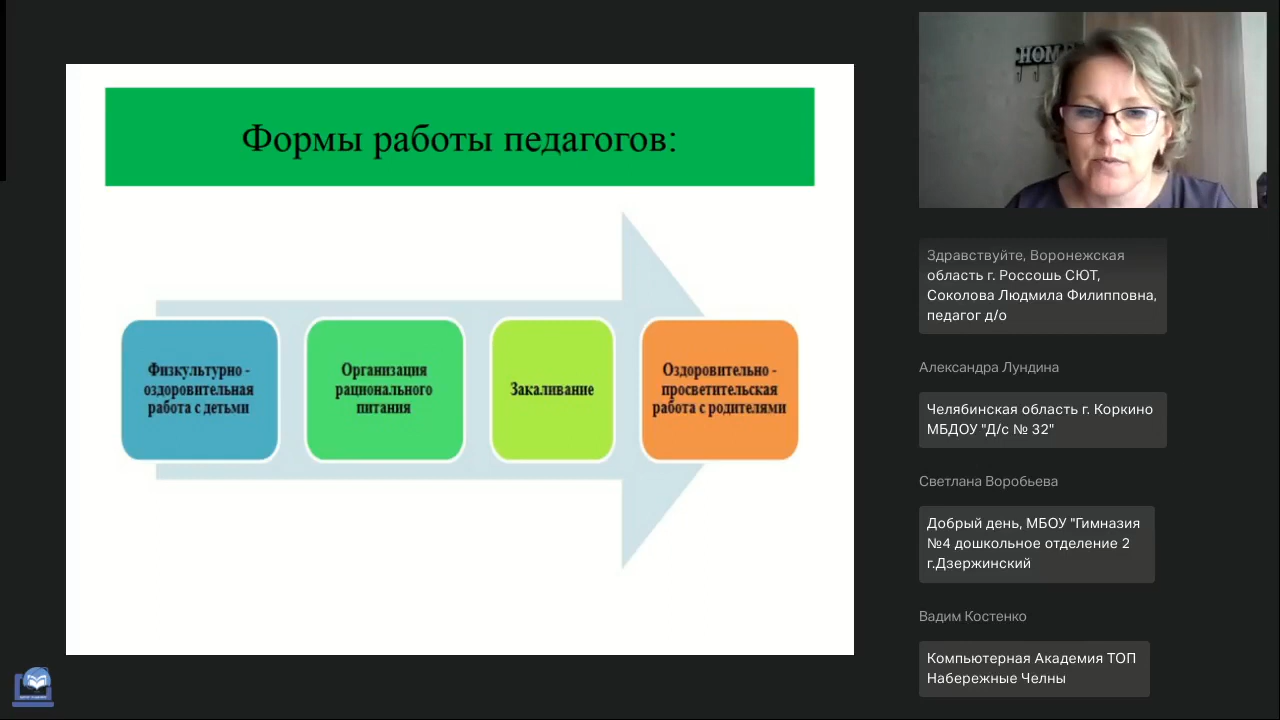 Формы работы педагогов:
Физкультурно -
оздоровительная
работа с детьми
Организация
рационального
питания
Закаливание
Оздоровительно -
просветительская
работа с родителями
HOME
Здравствуйте, Воронежская
область г. Россошь СЮТ,
Соколова Людмила Филипповна,
педагог д/о
Александра Лундина
Челябинская область г. Коркино
МБДОУ "Д/с № 32"
Светлана Воробьева
Добрый день, МБОУ "Гимназия
№4 дошкольное отделение 2
г.Дзержинский
Вадим Костенко
Компьютерная Академия ТОП
Набережные Челны